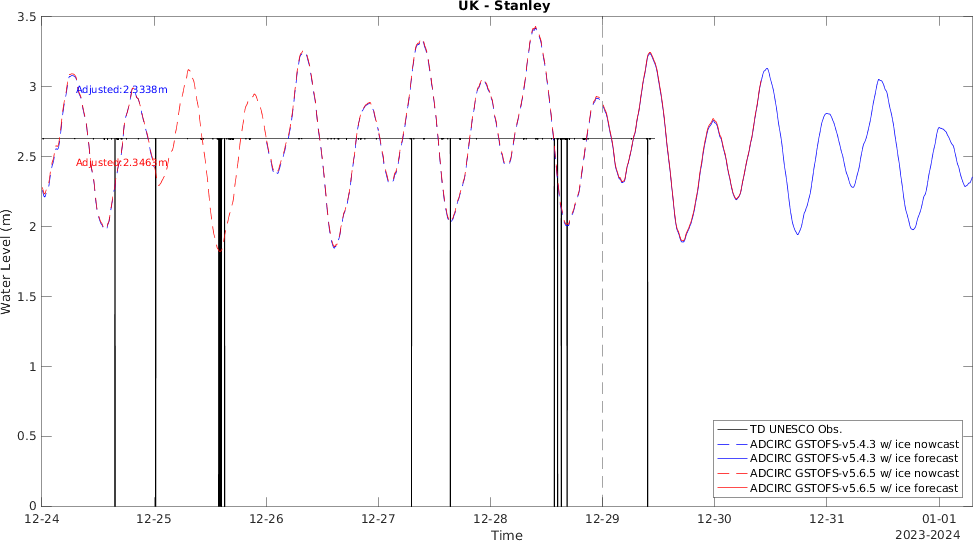 UK - Stanley
3.5
3
2.5
2
1.5
1
0.5
0
Water Level (m)
Adjusted:2.3338m
Adjusted:2.3465m
12-24
12-25
12-26
12-27
12-28
12-29
12-30
12-31
01-01
Time
2023-2024
TD UNESCO Obs.
ADCIRC GSTOFS-v5.4.3 w/ ice nowcast
ADCIRC GSTOFS-v5.4.3 w/ ice forecast
ADCIRC GSTOFS-v5.6.5 w/ ice nowcast
ADCIRC GSTOFS-v5.6.5 w/ ice forecast